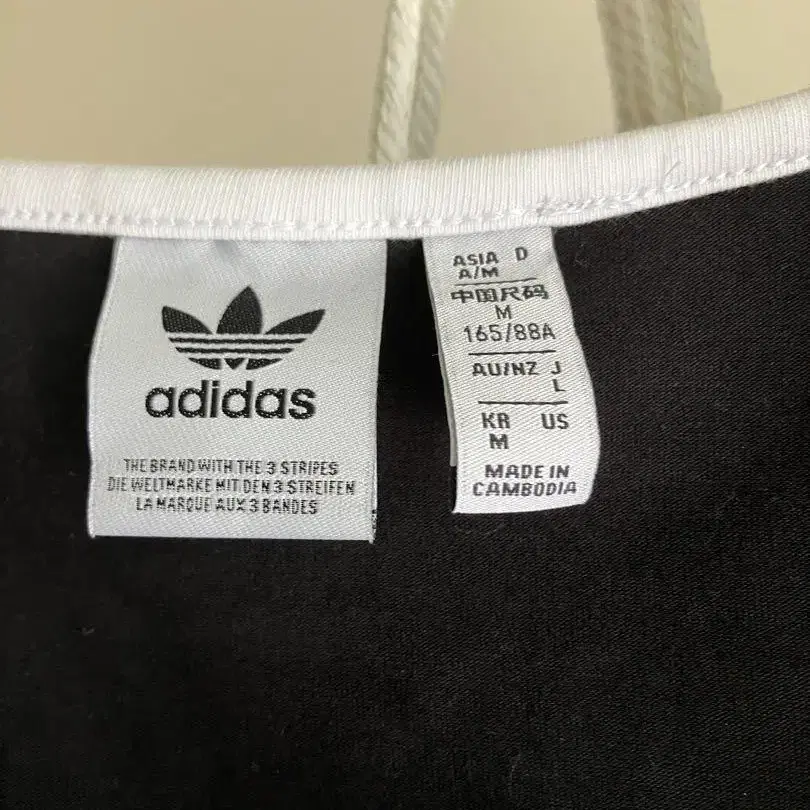 adidas
THE BRAND WITH THE 3 STRIPES
DIE WELTMARKE MIT DEN 3 STREIFEN
LA MARQUE AUX 3 BANDES
ASIA D
A/M
中国尺码
M
165/88A
AU/NZ J
L
KR US
M
MADE IN
CAMBODIA